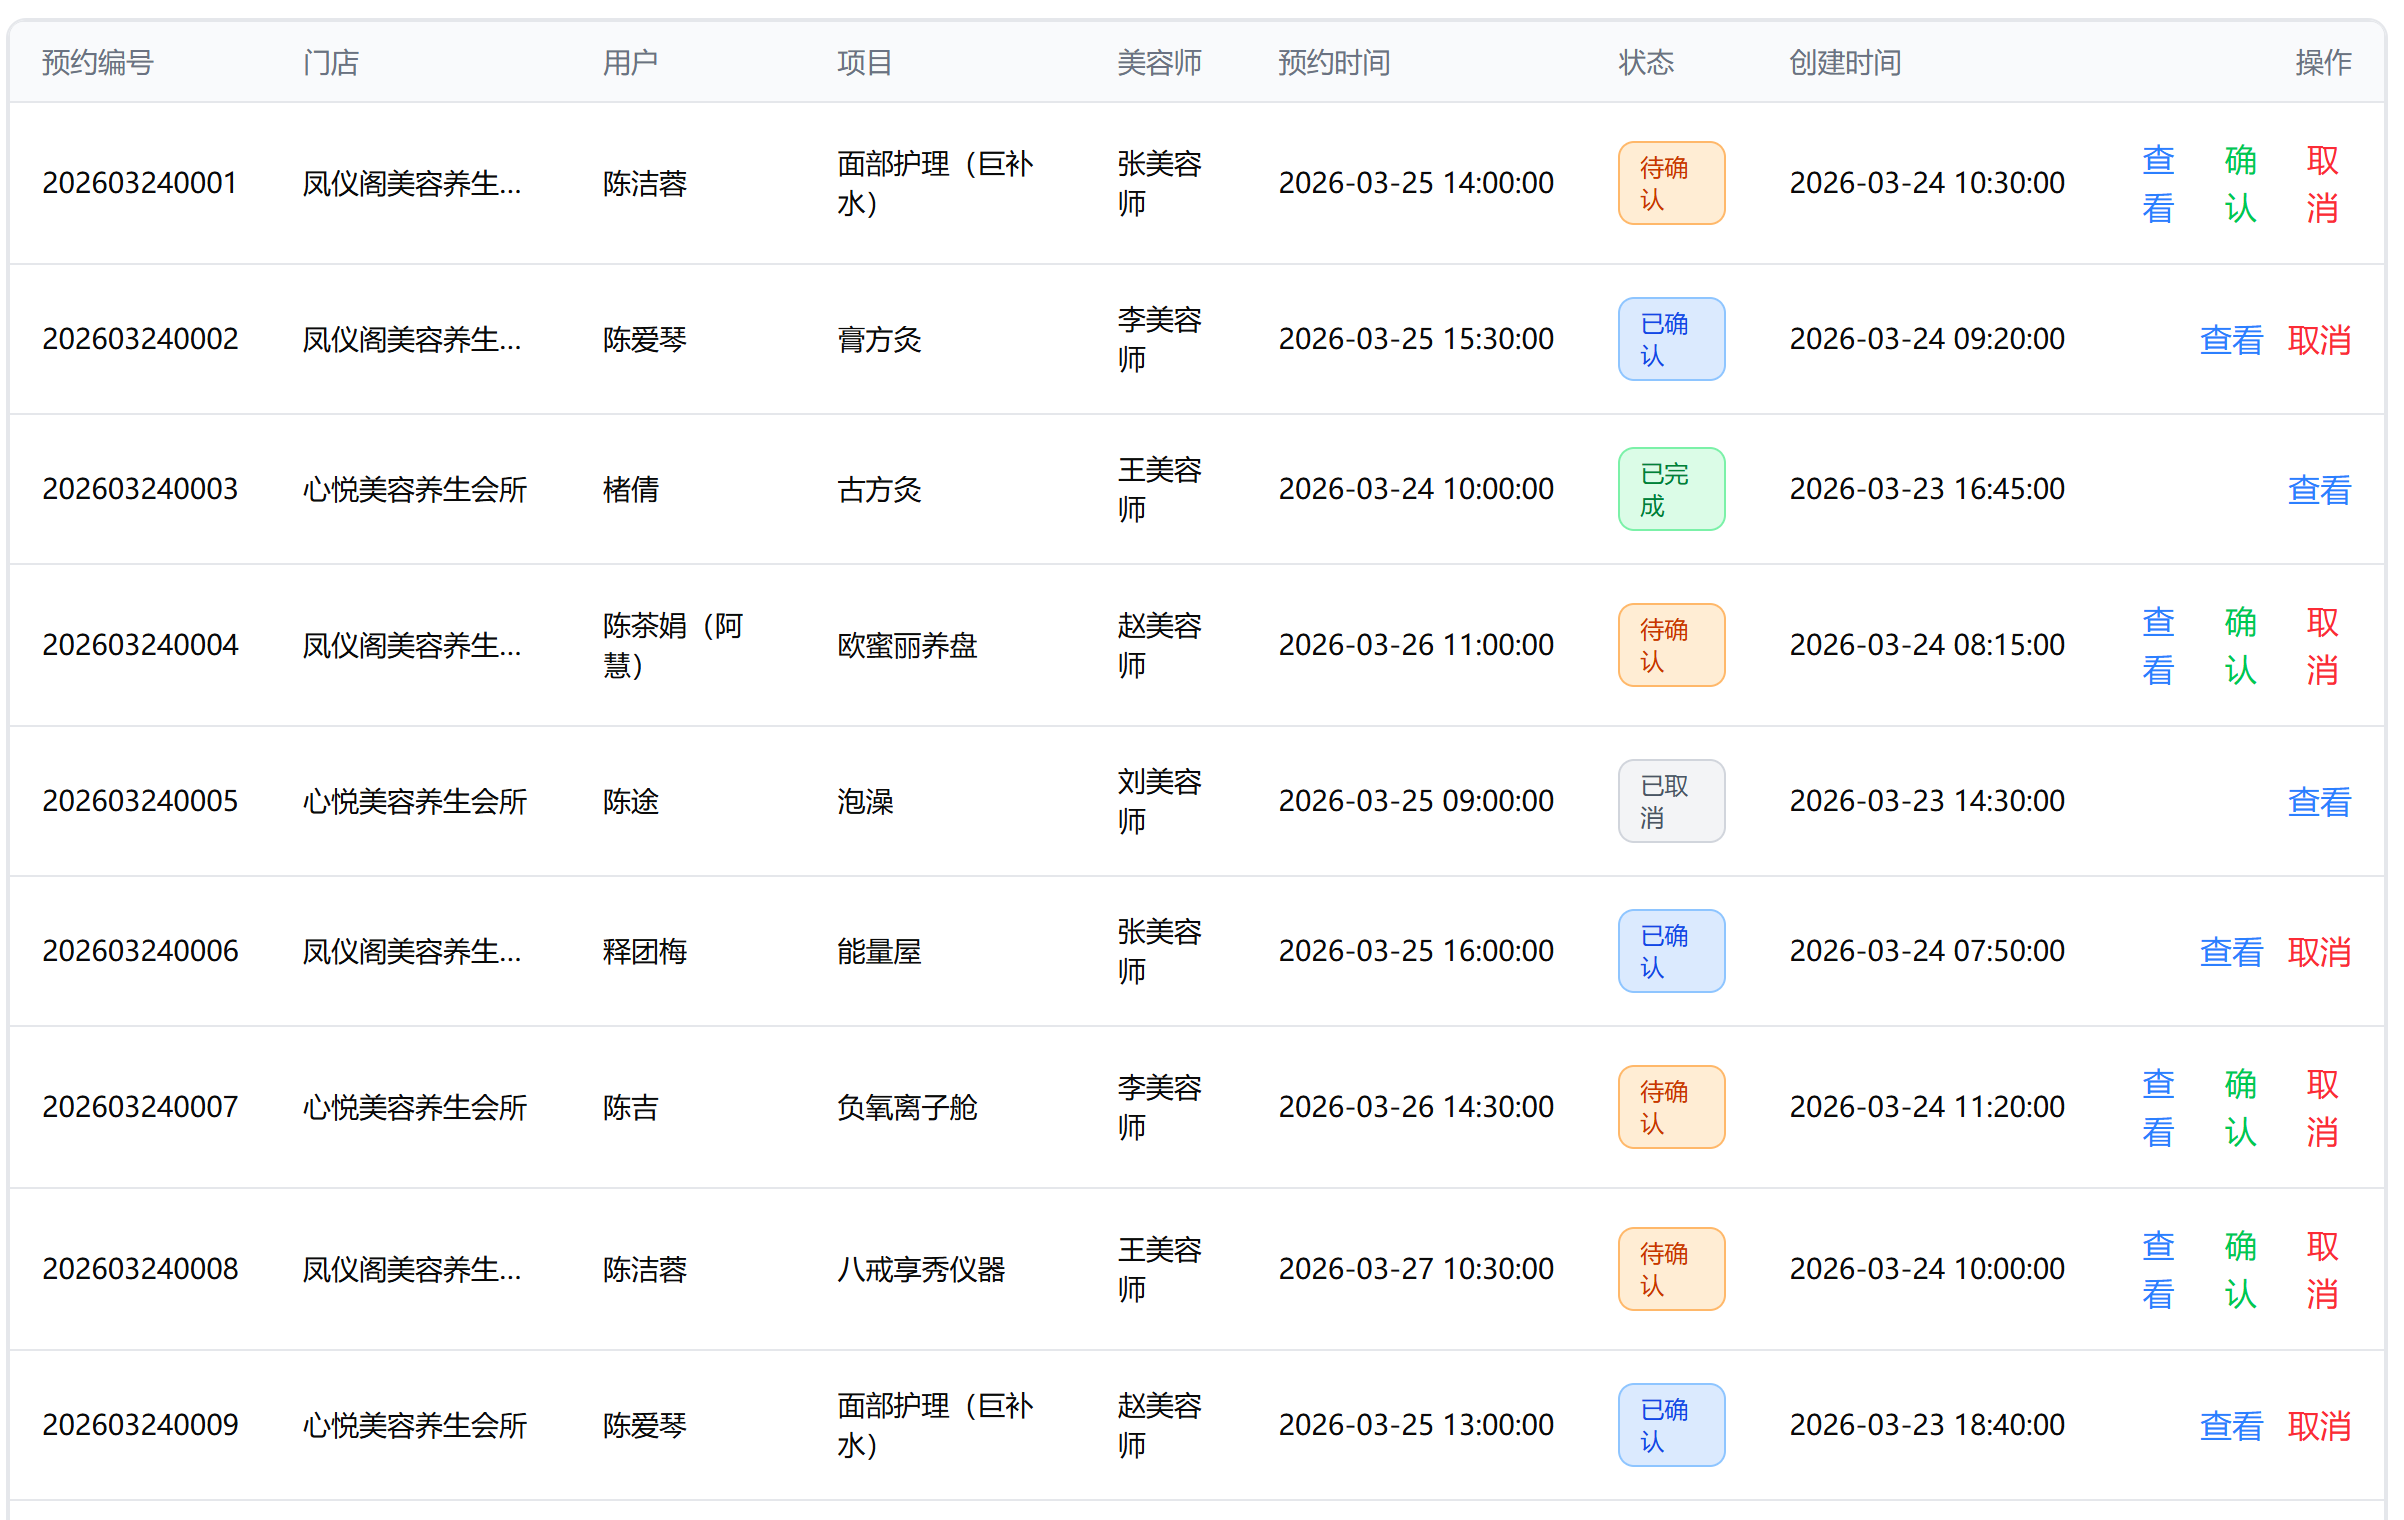 预约编号 门店 用户 项目 美容师 预约时间 状态 创建时间 操作
202603240001 凤仪阁美容养生... 陈洁蓉 面部护理（巨补水） 张美容师 2026-03-25 14:00:00 待确认 2026-03-24 10:30:00 查看 确认 取消
202603240002 凤仪阁美容养生... 陈爱琴 膏方灸 李美容师 2026-03-25 15:30:00 已确认 2026-03-24 09:20:00 查看 取消
202603240003 心悦美容养生会所 楮倩 古方灸 王美容师 2026-03-24 10:00:00 已完成 2026-03-23 16:45:00 查看
202603240004 凤仪阁美容养生... 陈茶娟（阿慧） 欧蜜丽养盘 赵美容师 2026-03-26 11:00:00 待确认 2026-03-24 08:15:00 查看 确认 取消
202603240005 心悦美容养生会所 陈途 泡澡 刘美容师 2026-03-25 09:00:00 已取消 2026-03-23 14:30:00 查看
202603240006 凤仪阁美容养生... 释团梅 能量屋 张美容师 2026-03-25 16:00:00 已确认 2026-03-24 07:50:00 查看 取消
202603240007 心悦美容养生会所 陈吉 负氧离子舱 李美容师 2026-03-26 14:30:00 待确认 2026-03-24 11:20:00 查看 确认 取消
202603240008 凤仪阁美容养生... 陈洁蓉 八戒享秀仪器 王美容师 2026-03-27 10:30:00 待确认 2026-03-24 10:00:00 查看 确认 取消
202603240009 心悦美容养生会所 陈爱琴 面部护理（巨补水） 赵美容师 2026-03-25 13:00:00 已确认 2026-03-23 18:40:00 查看 取消